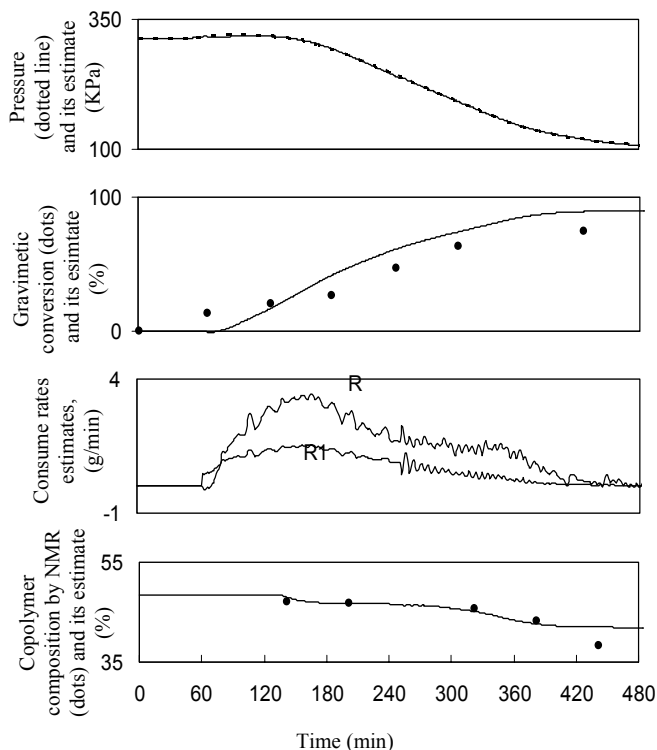 350
Pressure
(dotted line)
and its estimate
(KPa)
100
100
Gravimetic
conversion (dots)
and its esimtate
(%)
0
4
R
Consume rates
estimates,
(g/min)
R1
-1
55
Copolymer
composition by NMR
(dots) and its estimate
(%)
35
0 60 120 180 240 300 360 420 480
Time (min)